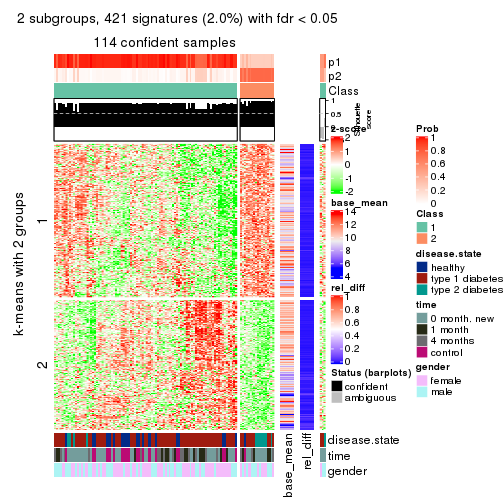 2 subgroups, 421 signatures (2.0%) with fdr < 0.05
114 confident samples
p1
p2
Class
1
0.5
0
Silhouette
score
k-means with 2 groups
1
2
z-score
2
1
0
-1
-2
base_mean
14
12
10
8
6
4
rel_diff
1
0.8
0.6
0.4
0.2
0
Status (barplots)
confident
ambiguous
Prob
1
0.8
0.6
0.4
0.2
0
Class
1
2
disease.state
healthy
type 1 diabetes
type 2 diabetes
time
0 month. new
1 month
4 months
control
gender
female
male
disease.state
time
gender
base_mean
rel_diff